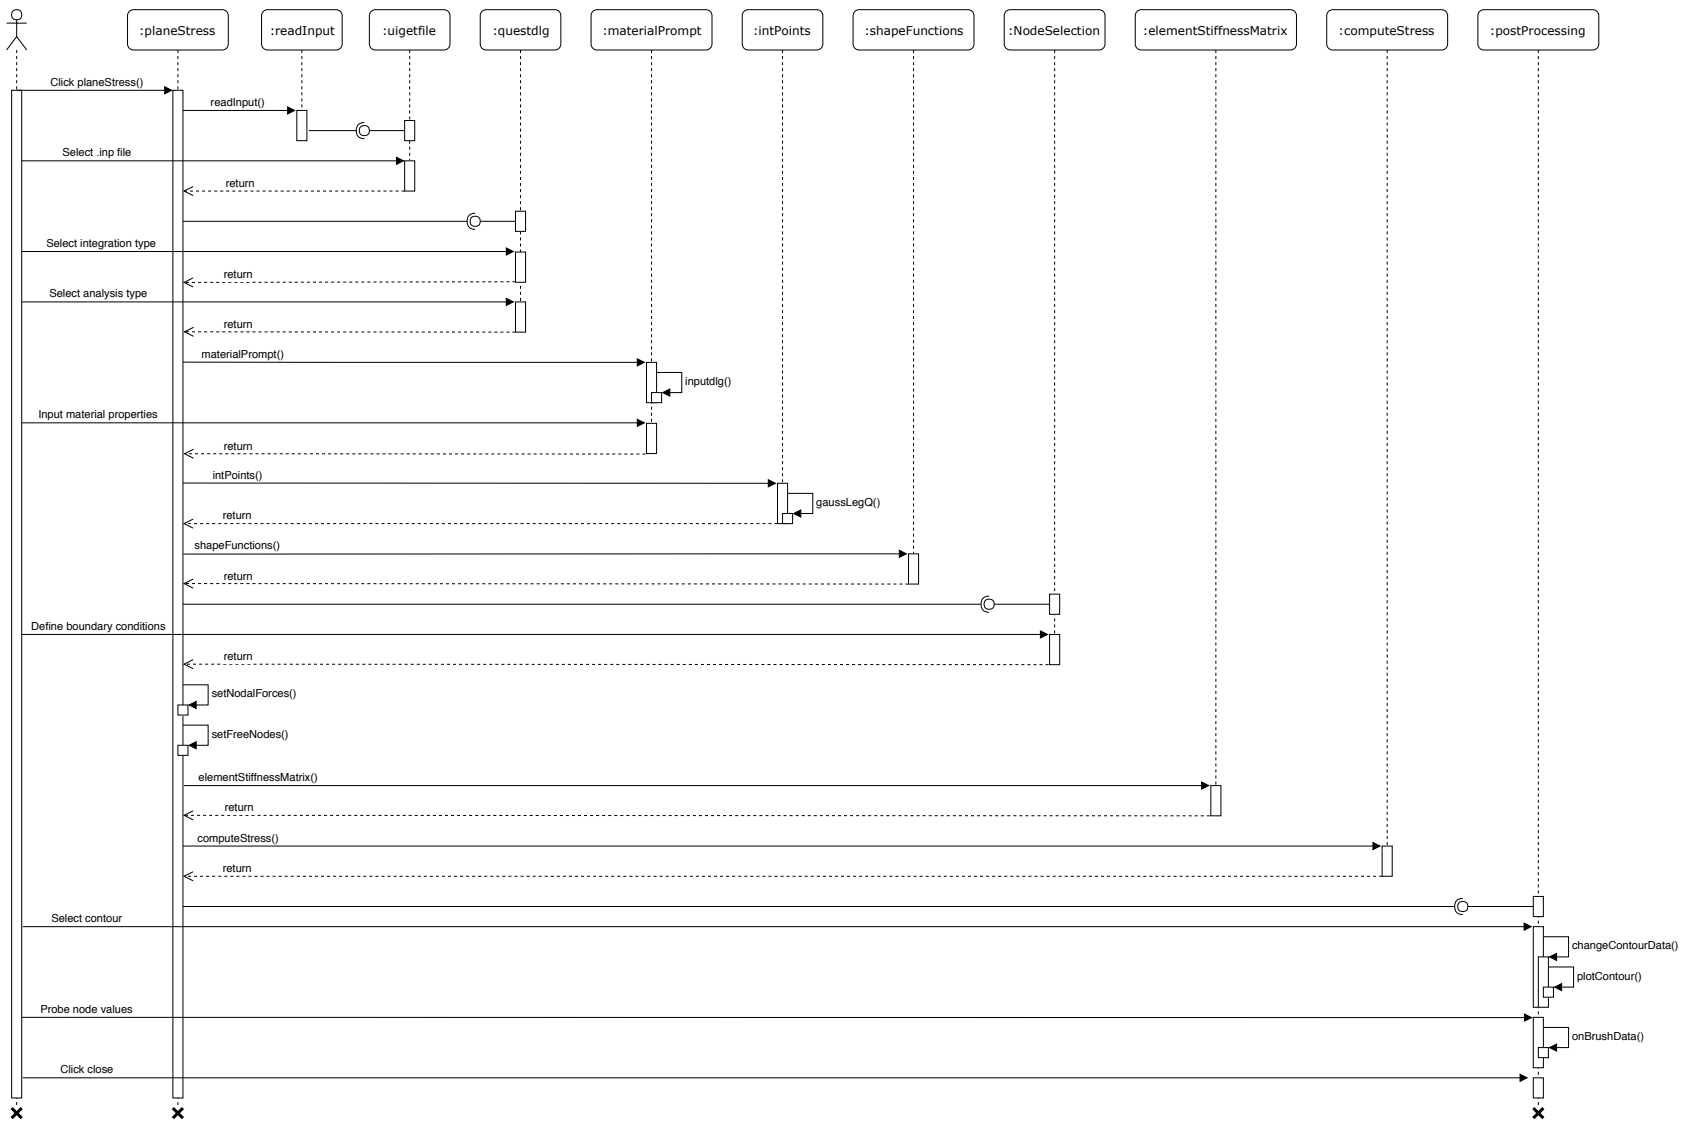 :planeStress
:readInput
:uigetfile
:questdlg
:materialPrompt
:intPoints
:shapeFunctions
:NodeSelection
:elementStiffnessMatrix
:computeStress
:postProcessing
Click planeStress()
readInput()
Select .inp file
return
Select integration type
return
Select analysis type
return
materialPrompt()
inputdlg()
Input material properties
return
intPoints()
gaussLegQ()
return
shapeFunctions()
return
Define boundary conditions
return
setNodalForces()
setFreeNodes()
elementStiffnessMatrix()
return
computeStress()
return
Select contour
changeContourData()
plotContour()
Probe node values
onBrushData()
Click close